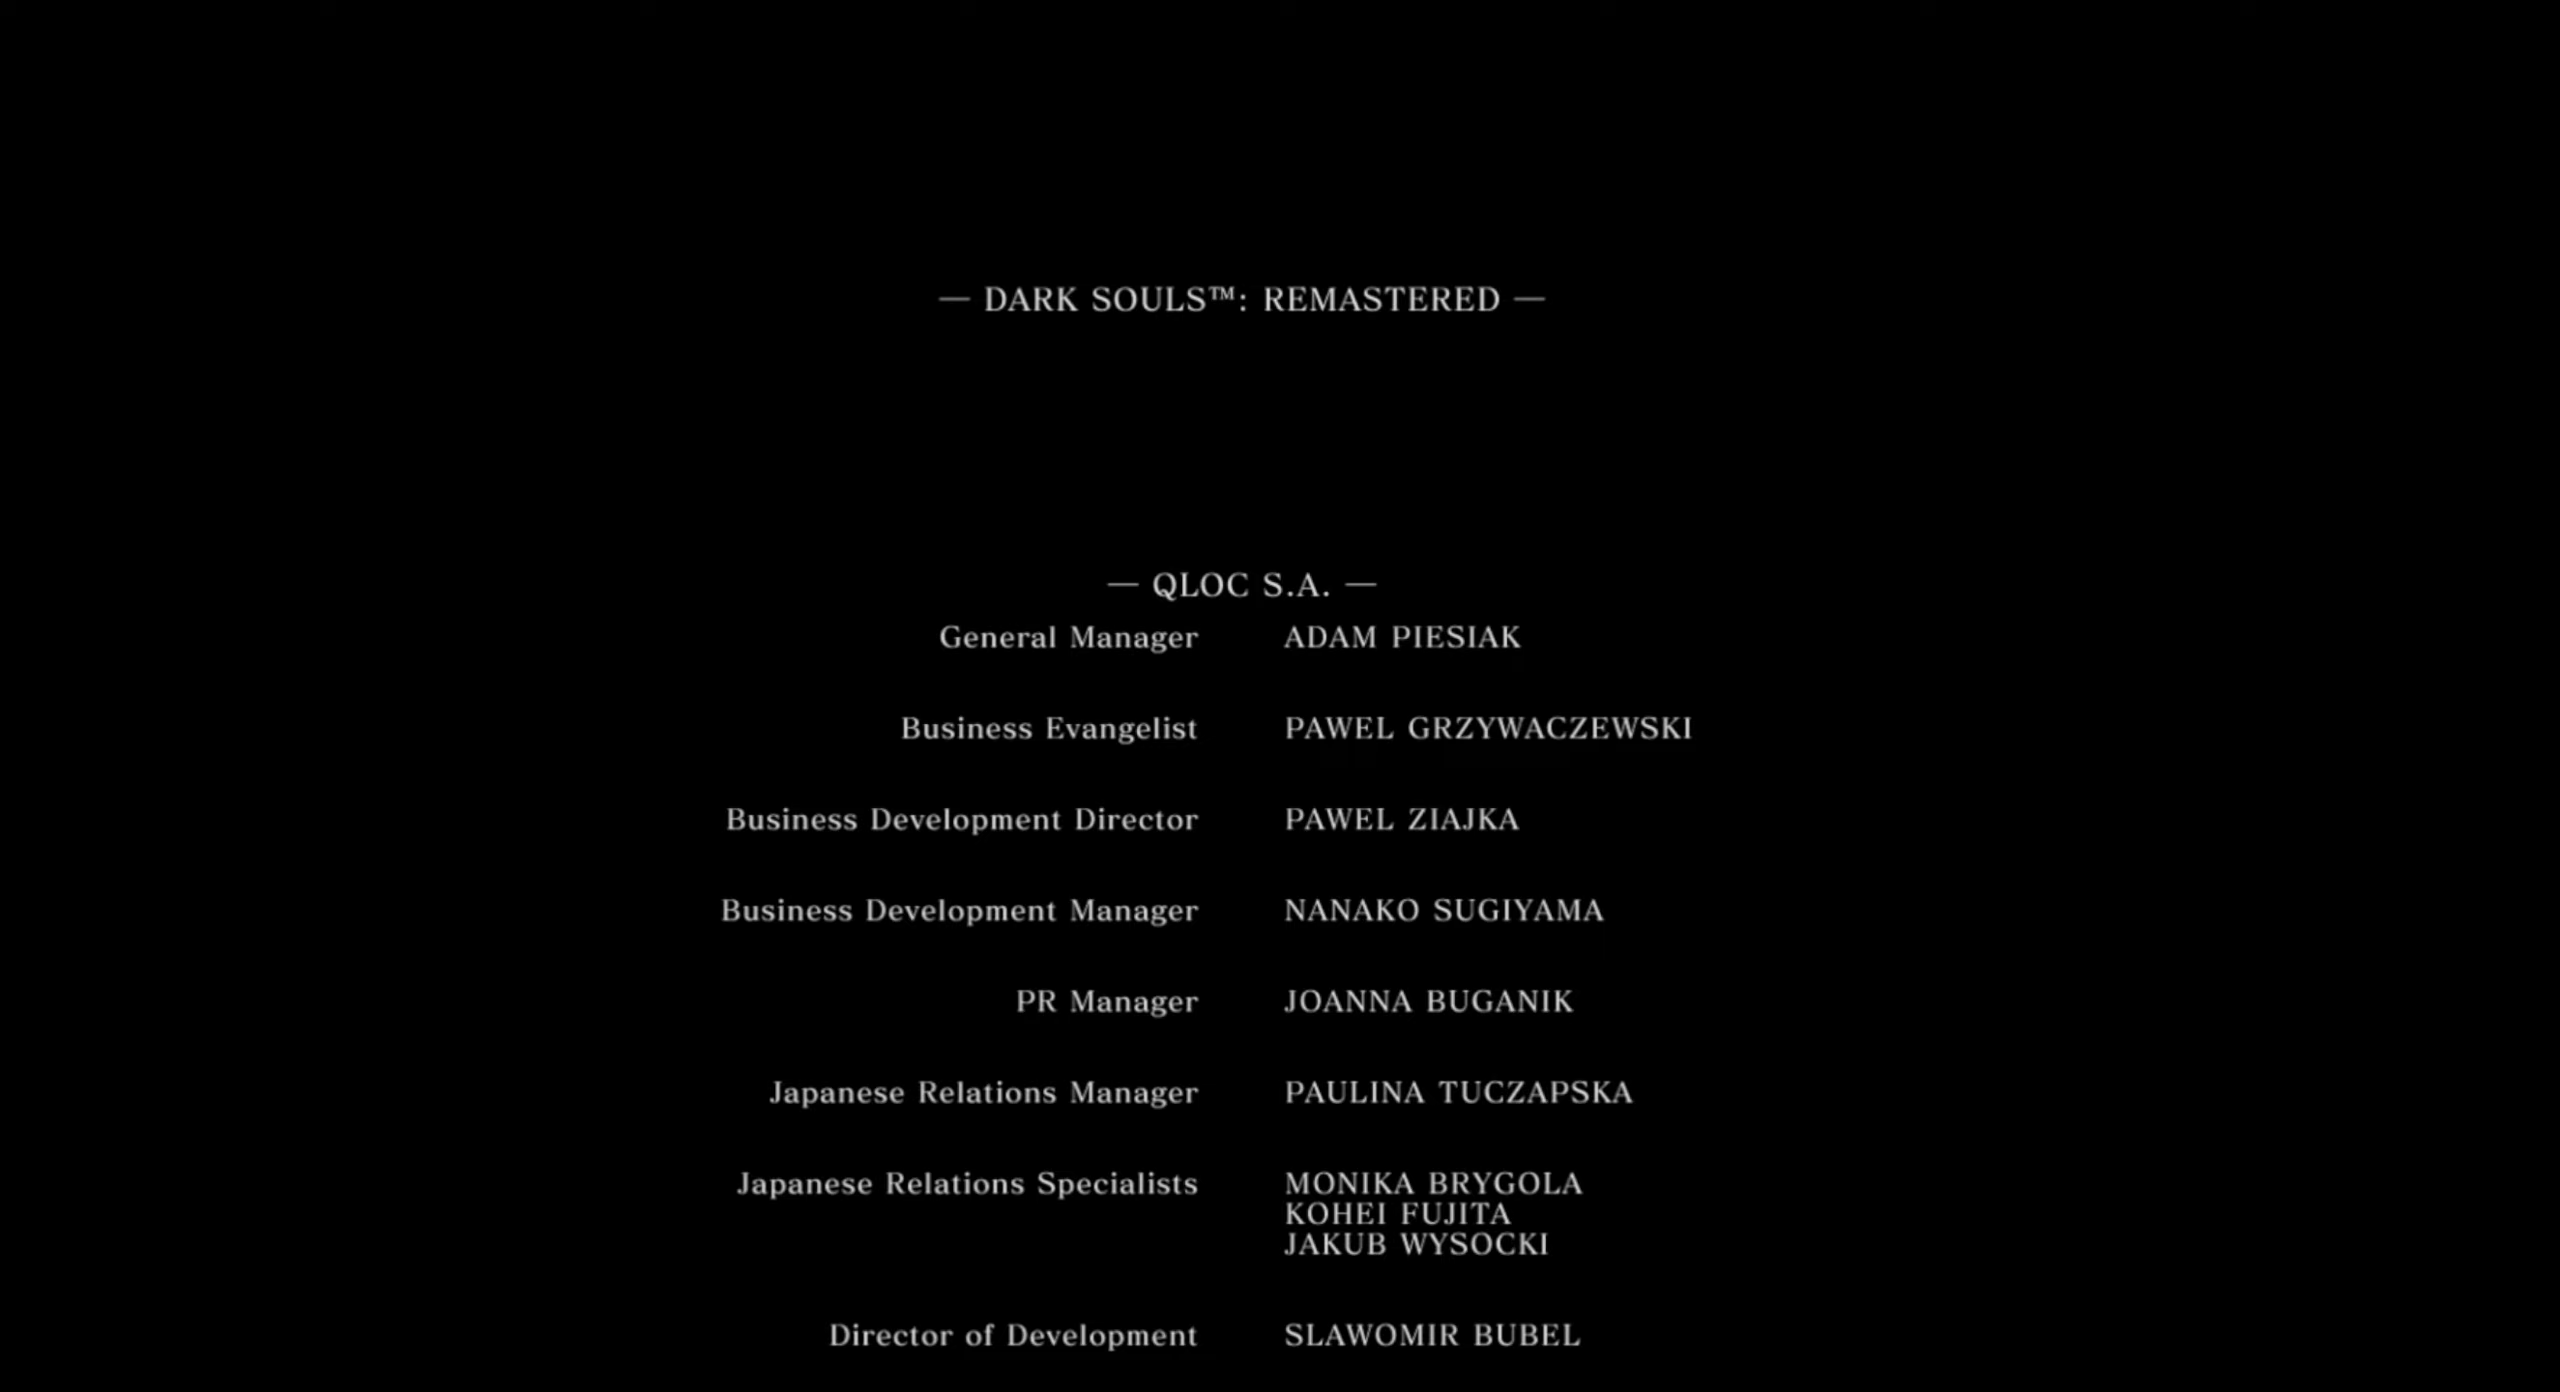 — DARK SOULS™: REMASTERED —
— QLOC S.A. —
General Manager ADAM PIESIAK
Business Evangelist PAWEL GRZYWACZEWSKI
Business Development Director PAWEL ZIAJKA
Business Development Manager NANAKO SUGIYAMA
PR Manager JOANNA BUGANIK
Japanese Relations Manager PAULINA TUCZAPSKA
Japanese Relations Specialists MONIKA BRYGOLA
KOHEI FUJITA
JAKUB WYSOCKI
Director of Development SLAWOMIR BUBEL